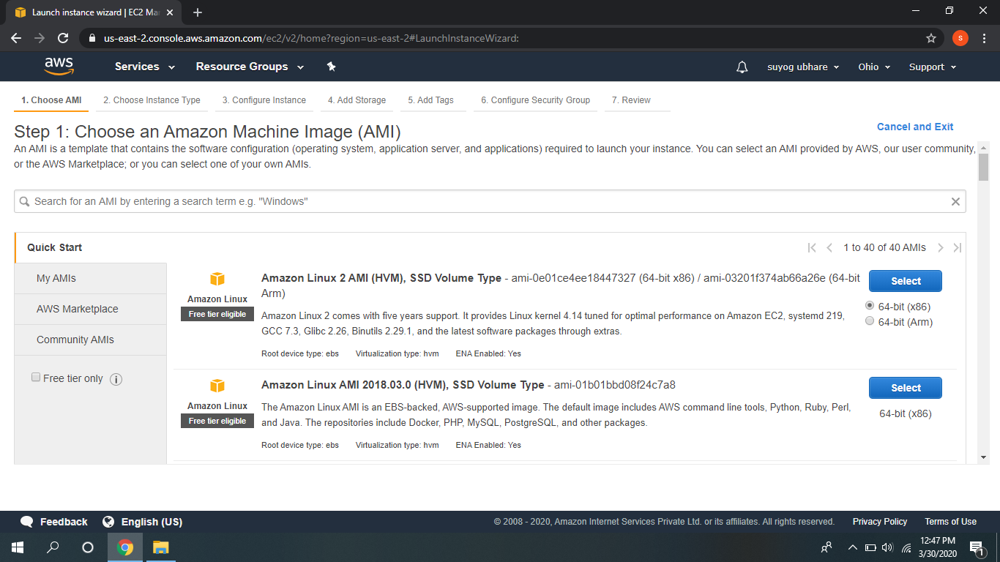 Launch instance wizard | EC2 Ma
us-east-2.console.aws.amazon.com/ec2/v2/home?region=us-east-2#LaunchInstanceWizard:
s
aws
Services
Resource Groups
suyog ubhare
Ohio
Support
1. Choose AMI
2. Choose Instance Type
3. Configure Instance
4. Add Storage
5. Add Tags
6. Configure Security Group
7. Review
Step 1: Choose an Amazon Machine Image (AMI)
Cancel and Exit
An AMI is a template that contains the software configuration (operating system, application server, and applications) required to launch your instance. You can select an AMI provided by AWS, our user community,
or the AWS Marketplace; or you can select one of your own AMIs.
Search for an AMI by entering a search term e.g. "Windows"
Quick Start
My AMIs
AWS Marketplace
Community AMIs
Free tier only
1 to 40 of 40 AMIs
Amazon Linux
Free tier eligible
Amazon Linux 2 AMI (HVM), SSD Volume Type - ami-0e01ce4ee18447327 (64-bit x86) / ami-03201f374ab66a26e (64-bit
Arm)
Amazon Linux 2 comes with five years support. It provides Linux kernel 4.14 tuned for optimal performance on Amazon EC2, systemd 219,
GCC 7.3, Glibc 2.26, Binutils 2.29.1, and the latest software packages through extras.
Root device type: ebs Virtualization type: hvm ENA Enabled: Yes
Select
64-bit (x86)
64-bit (Arm)
Amazon Linux
Free tier eligible
Amazon Linux AMI 2018.03.0 (HVM), SSD Volume Type - ami-01b01bbd08f24c7a8
The Amazon Linux AMI is an EBS-backed, AWS-supported image. The default image includes AWS command line tools, Python, Ruby, Perl,
and Java. The repositories include Docker, PHP, MySQL, PostgreSQL, and other packages.
Root device type: ebs Virtualization type: hvm ENA Enabled: Yes
Select
64-bit (x86)
Feedback
English (US)
© 2008 - 2020, Amazon Internet Services Private Ltd. or its affiliates. All rights reserved.
Privacy Policy
Terms of Use
12:47 PM
3/30/2020
1